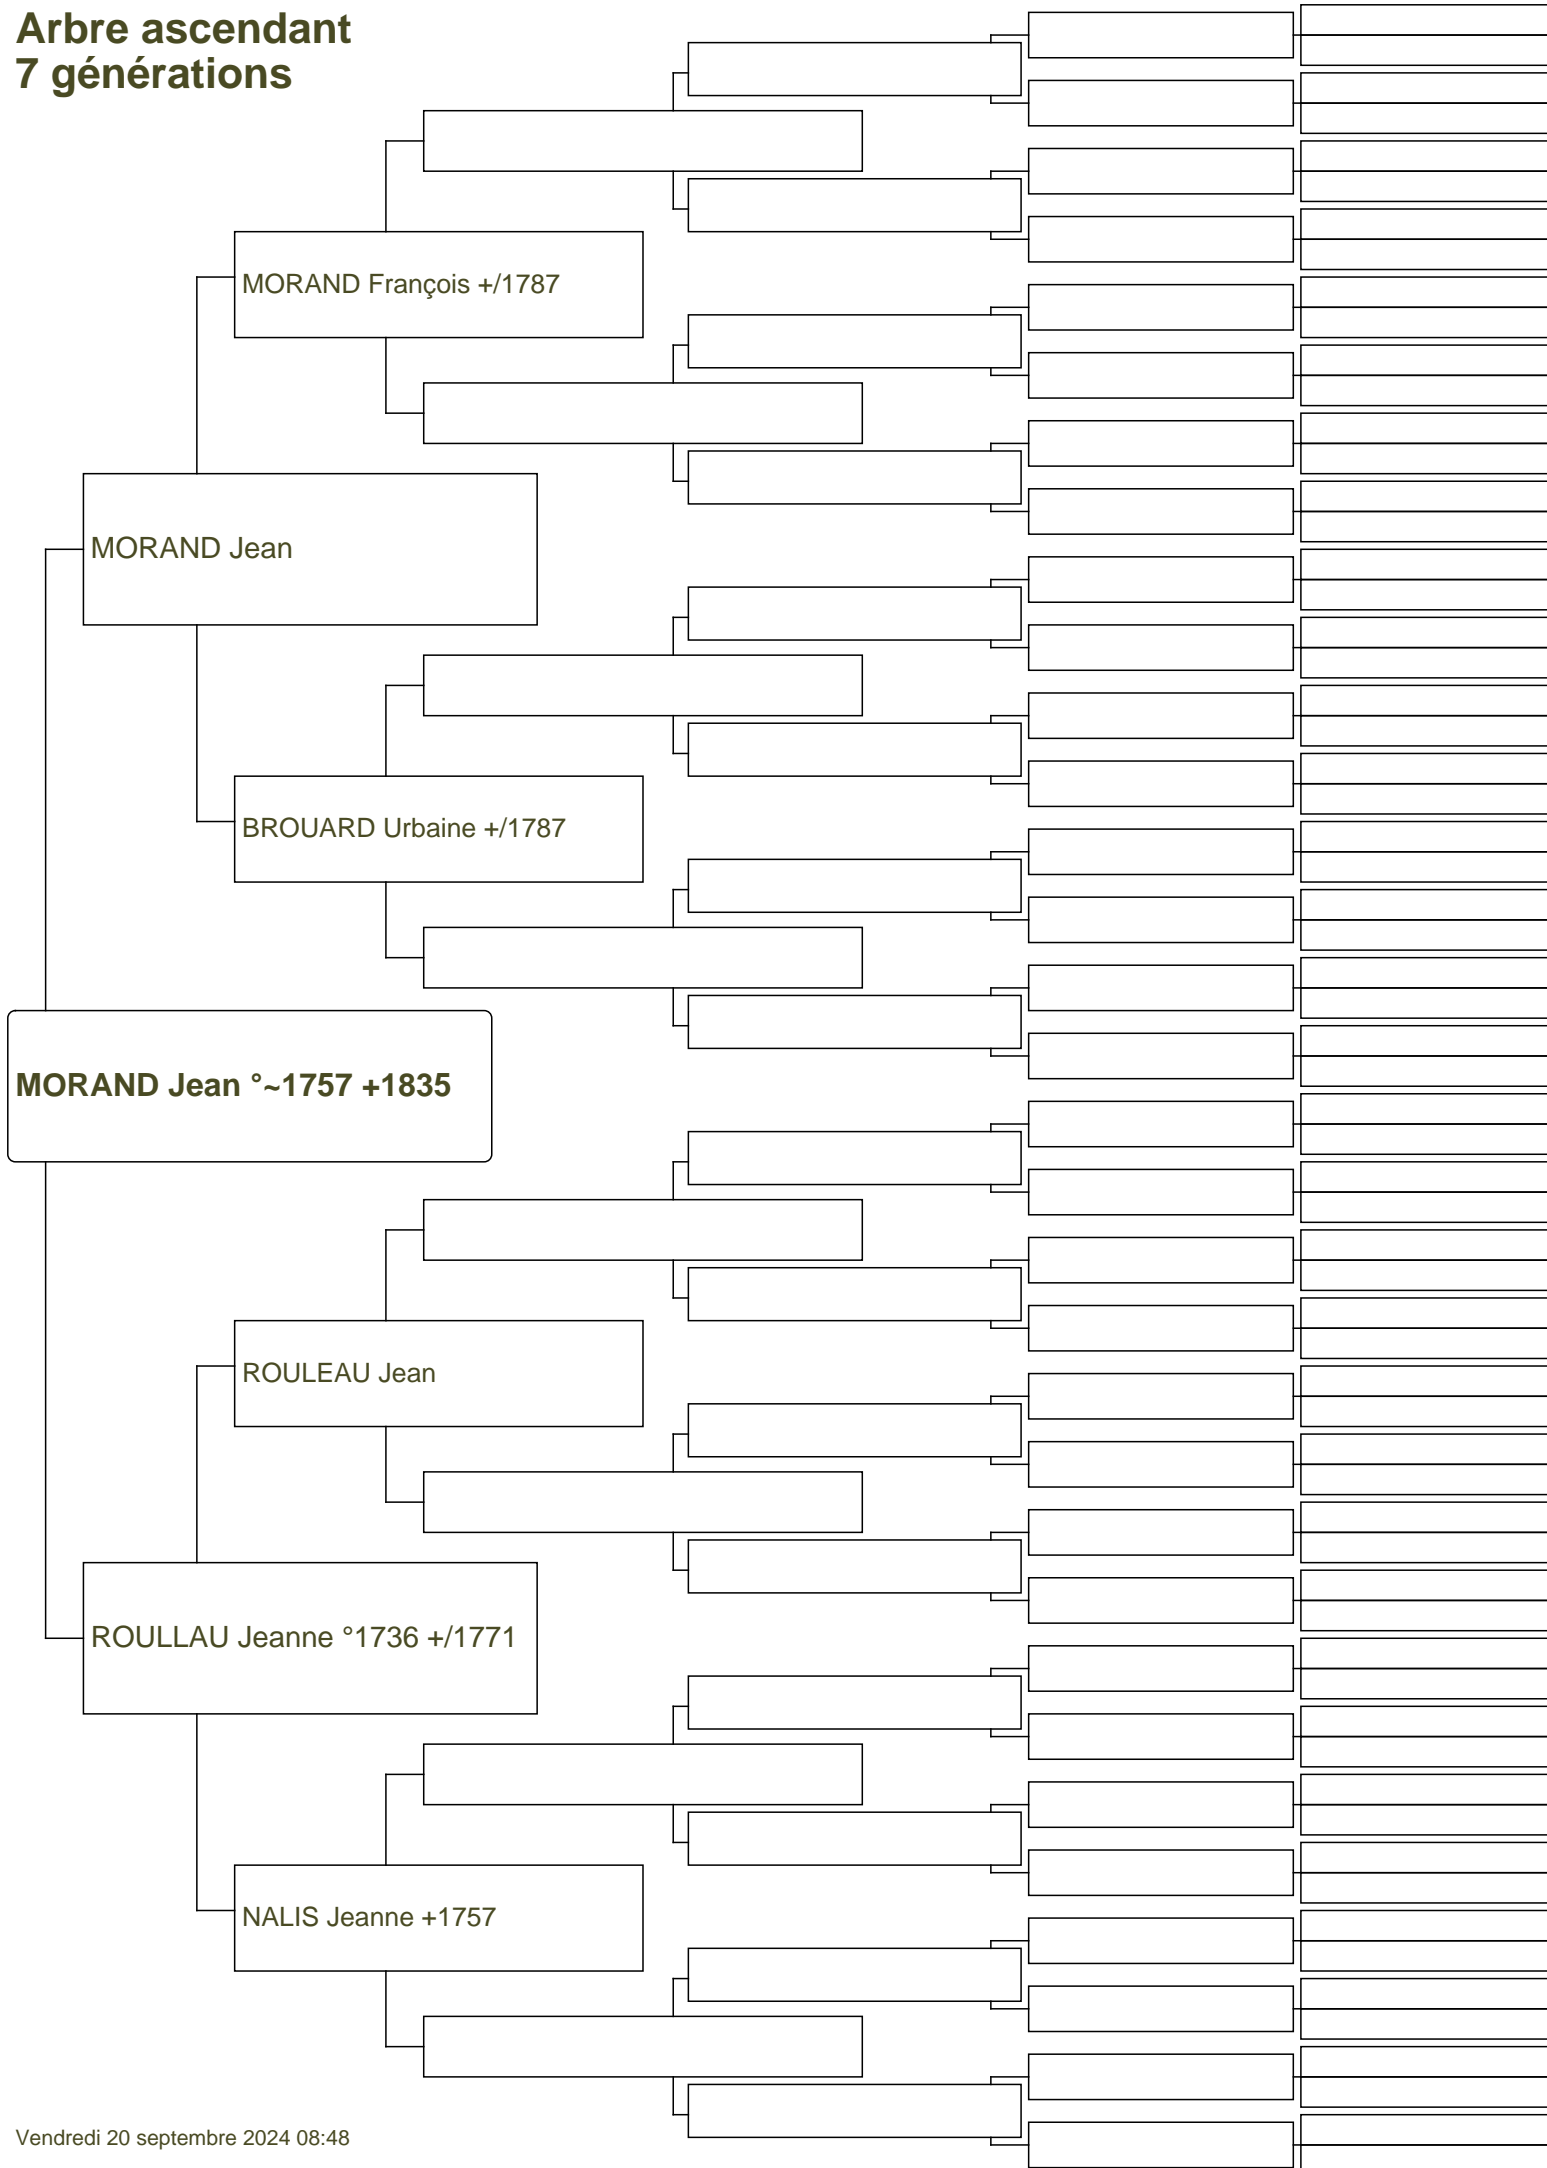 Arbre ascendant
7 générations
MORAND François +/1787
MORAND Jean
BROUARD Urbaine +/1787
MORAND Jean °~1757 +1835
ROULEAU Jean
ROULLAU Jeanne °1736 +/1771
NALIS Jeanne +1757
Vendredi 20 septembre 2024 08:48